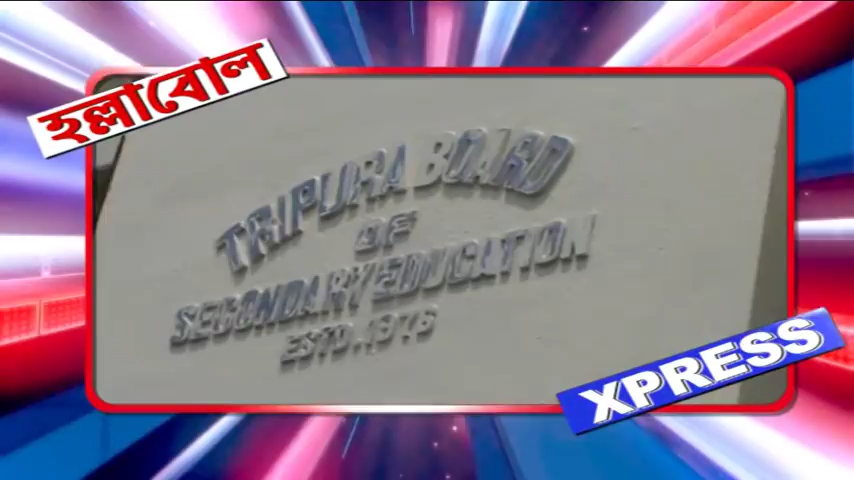 হল্লাবোল
TRIPURA BOARD
OF
SECONDARY EDUCATION
ESTD. 1976
XPRESS